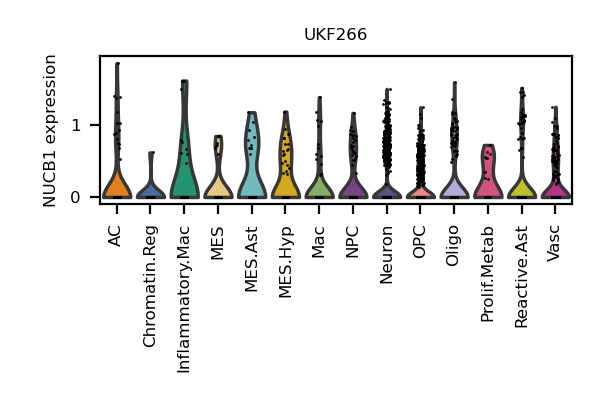 UKF266
NUCB1 expression
1
0
AC
Chromatin.Reg
Inflammatory.Mac
MES
MES.Ast
MES.Hyp
Mac
NPC
Neuron
OPC
Oligo
Prolif.Metab
Reactive.Ast
Vasc